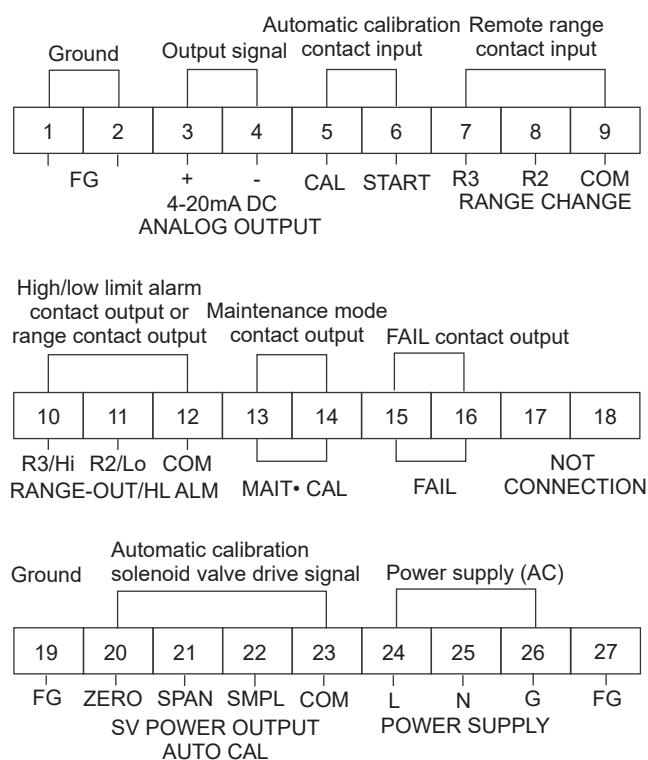 Automatic calibration Remote range
Ground Output signal contact input contact input
1 2 3 4 5 6 7 8 9
FG + - CAL START R3 R2 COM
4-20mA DC RANGE CHANGE
ANALOG OUTPUT
High/low limit alarm
contact output or Maintenance mode
range contact output contact output FAIL contact output
10 11 12 13 14 15 16 17 18
R3/Hi R2/Lo COM NOT
RANGE-OUT/HL ALM MAIT• CAL FAIL CONNECTION
Automatic calibration
Ground solenoid valve drive signal Power supply (AC)
19 20 21 22 23 24 25 26 27
FG ZERO SPAN SMPL COM L N G FG
SV POWER OUTPUT POWER SUPPLY
AUTO CAL